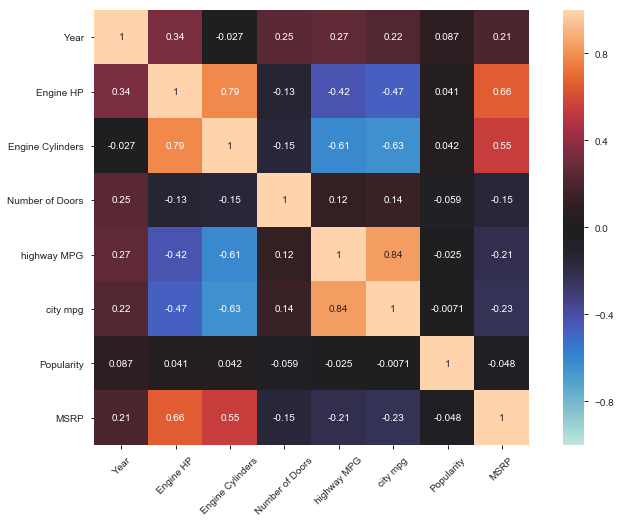 Year 1 0.34 -0.027 0.25 0.27 0.22 0.087 0.21
Engine HP 0.34 1 0.79 -0.13 -0.42 -0.47 0.041 0.66
Engine Cylinders -0.027 0.79 1 -0.15 -0.61 -0.63 0.042 0.55
Number of Doors 0.25 -0.13 -0.15 1 0.12 0.14 -0.059 -0.15
highway MPG 0.27 -0.42 -0.61 0.12 1 0.84 -0.025 -0.21
city mpg 0.22 -0.47 -0.63 0.14 0.84 1 -0.0071 -0.23
Popularity 0.087 0.041 0.042 -0.059 -0.025 -0.0071 1 -0.048
MSRP 0.21 0.66 0.55 -0.15 -0.21 -0.23 -0.048 1
Year Engine HP Engine Cylinders Number of Doors highway MPG city mpg Popularity MSRP
0.8
0.4
0.0
−0.4
−0.8